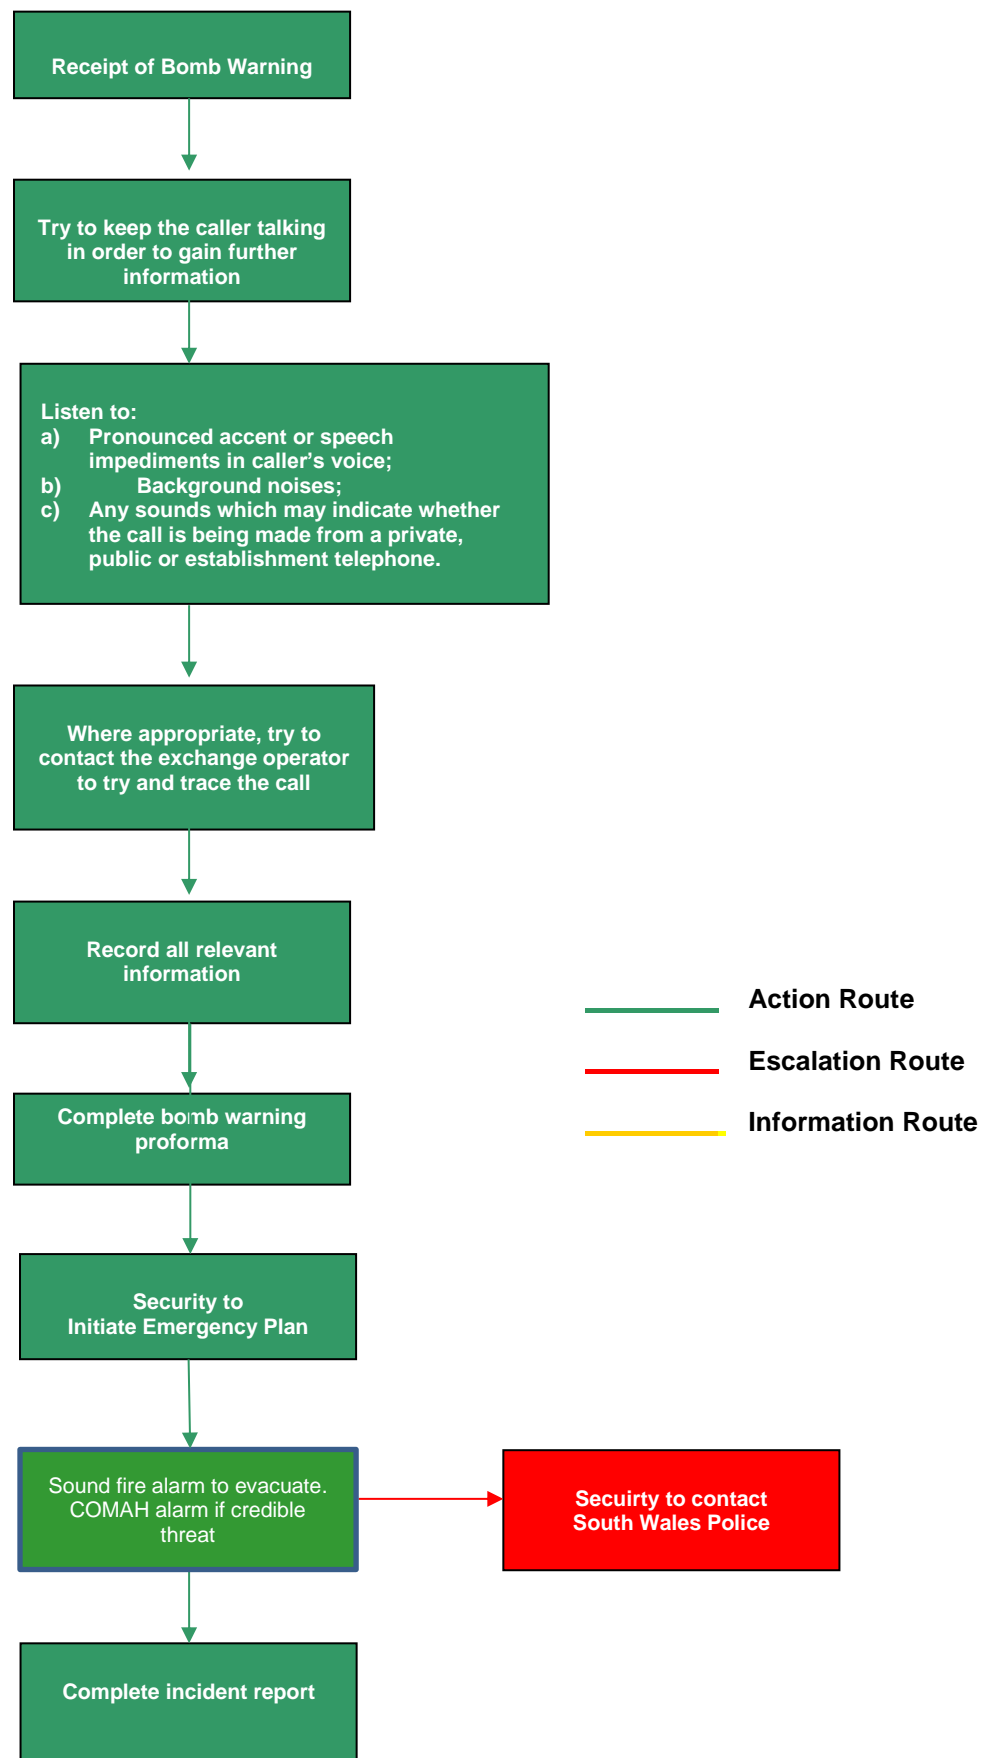 Receipt of Bomb Warning
Try to keep the caller talking
in order to gain further
information
Listen to:
a) Pronounced accent or speech
impediments in caller's voice;
b) Background noises;
c) Any sounds which may indicate whether
the call is being made from a private,
public or establishment telephone.
Where appropriate, try to
contact the exchange operator
to try and trace the call
Record all relevant
information
Action Route
Escalation Route
Information Route
Complete bomb warning
proforma
Security to
Initiate Emergency Plan
Sound fire alarm to evacuate.
COMAH alarm if credible
threat
Secuirty to contact
South Wales Police
Complete incident report